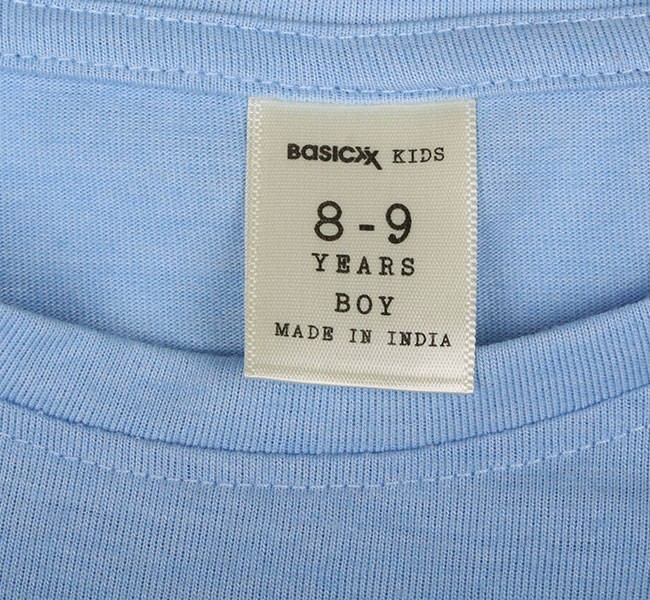 BASICXX KIDS
8-9
YEARS
BOY
MADE IN INDIA